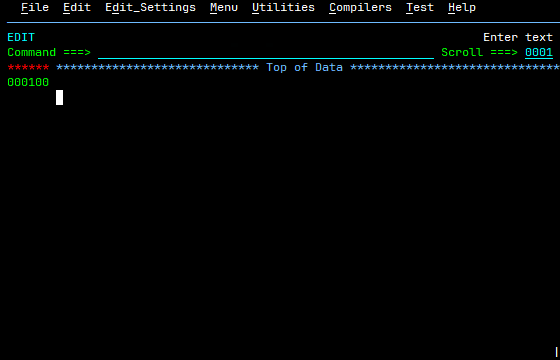 File Edit Edit_Settings Menu Utilities Compilers Test Help
EDIT Enter text
Command ===> Scroll ===> 0001
****** ***************************** Top of Data ******************************
000100